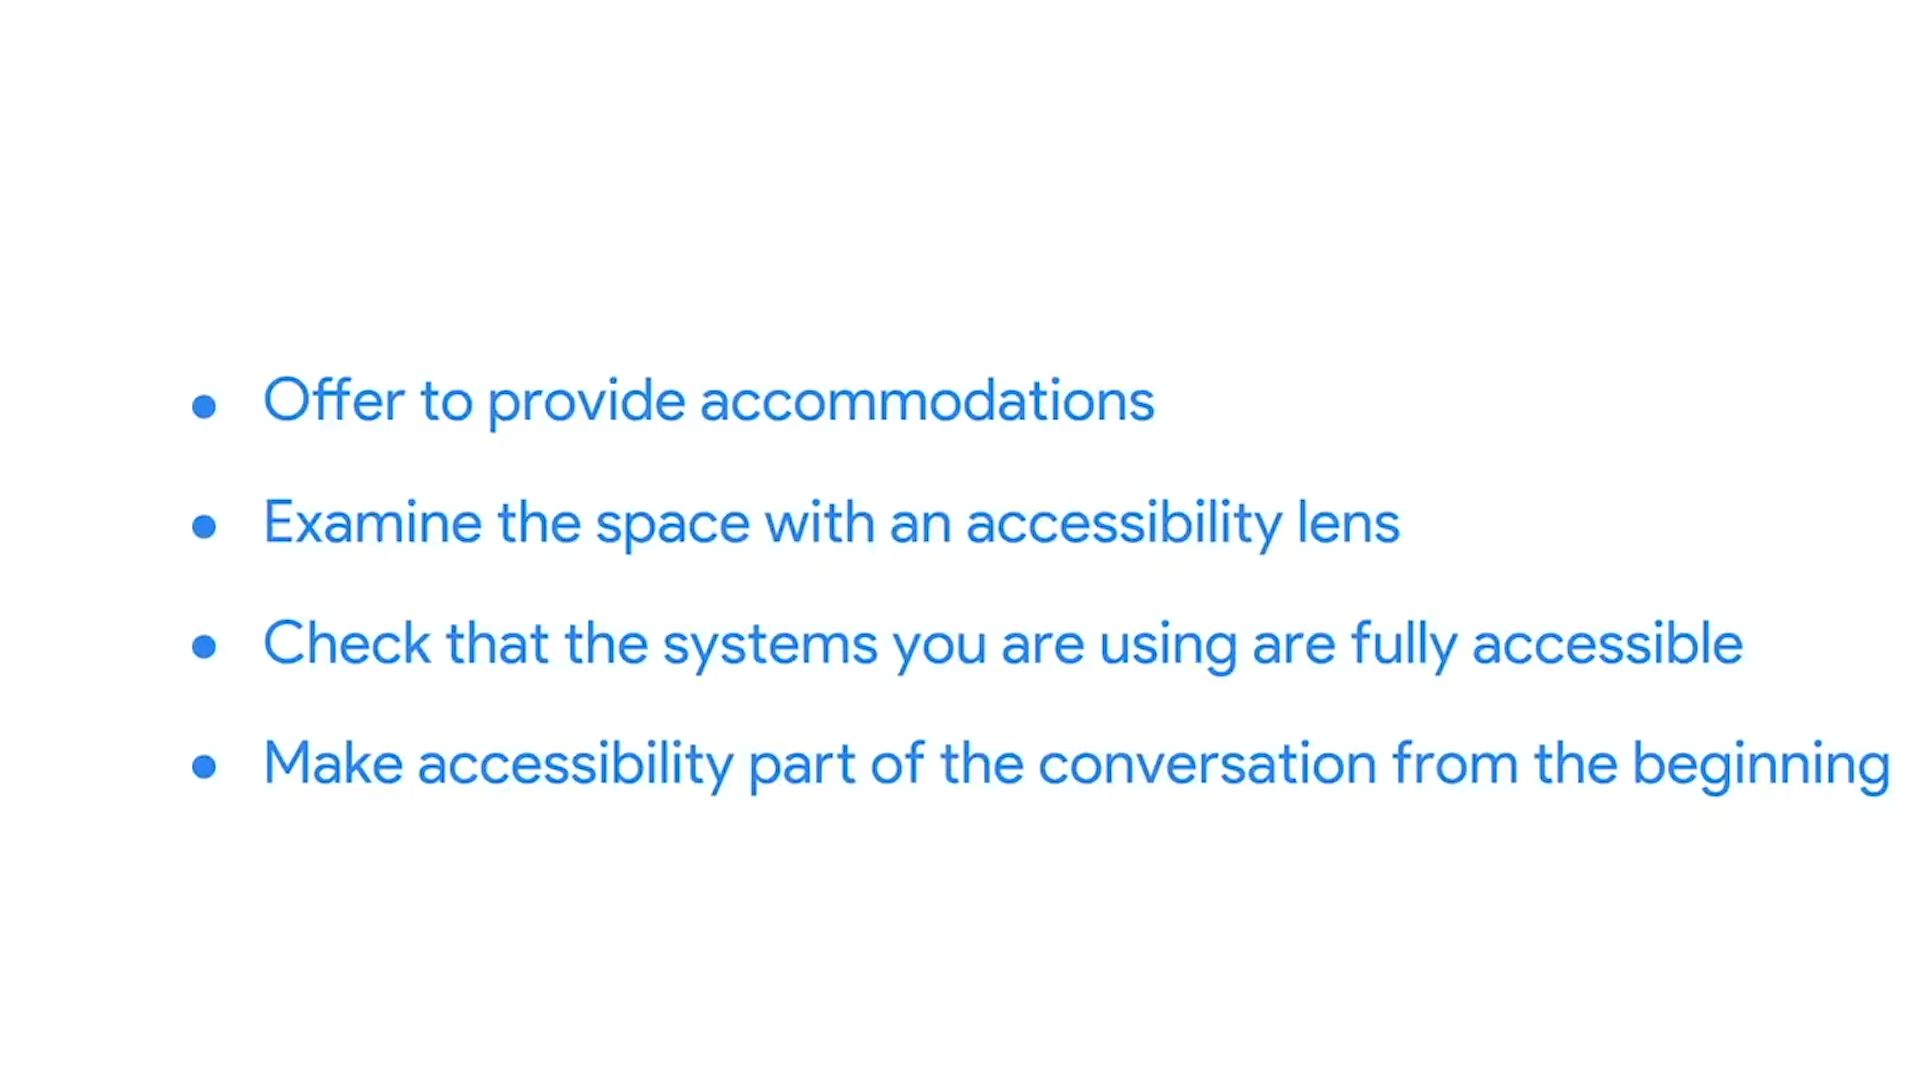 • Offer to provide accommodations
• Examine the space with an accessibility lens
• Check that the systems you are using are fully accessible
• Make accessibility part of the conversation from the beginning